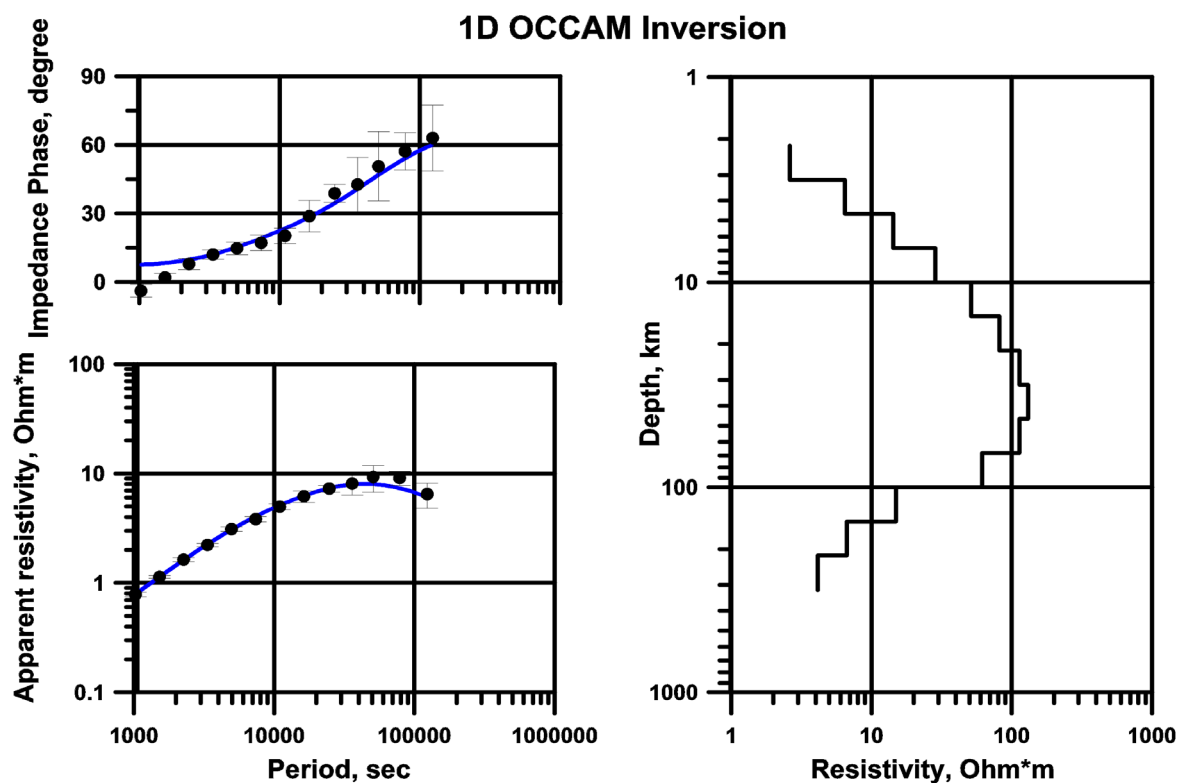 1D OCCAM Inversion
Impedance Phase, degree
90
60
30
0
Apparent resistivity, Ohm*m
100
10
1
0.1
1000 10000 100000 1000000
Period, sec
Depth, km
1
10
100
1000
1 10 100 1000
Resistivity, Ohm*m